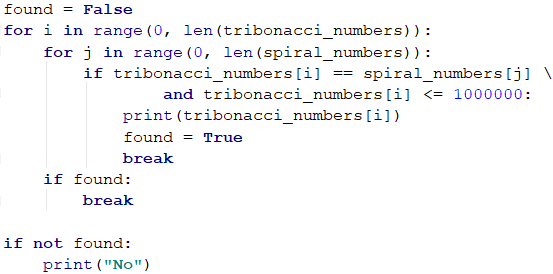 found = False
for i in range(0, len(tribonacci_numbers)):
    for j in range(0, len(spiral_numbers)):
        if tribonacci_numbers[i] == spiral_numbers[j] \
                and tribonacci_numbers[i] <= 1000000:
            print(tribonacci_numbers[i])
            found = True
            break
    if found:
        break

if not found:
    print("No")